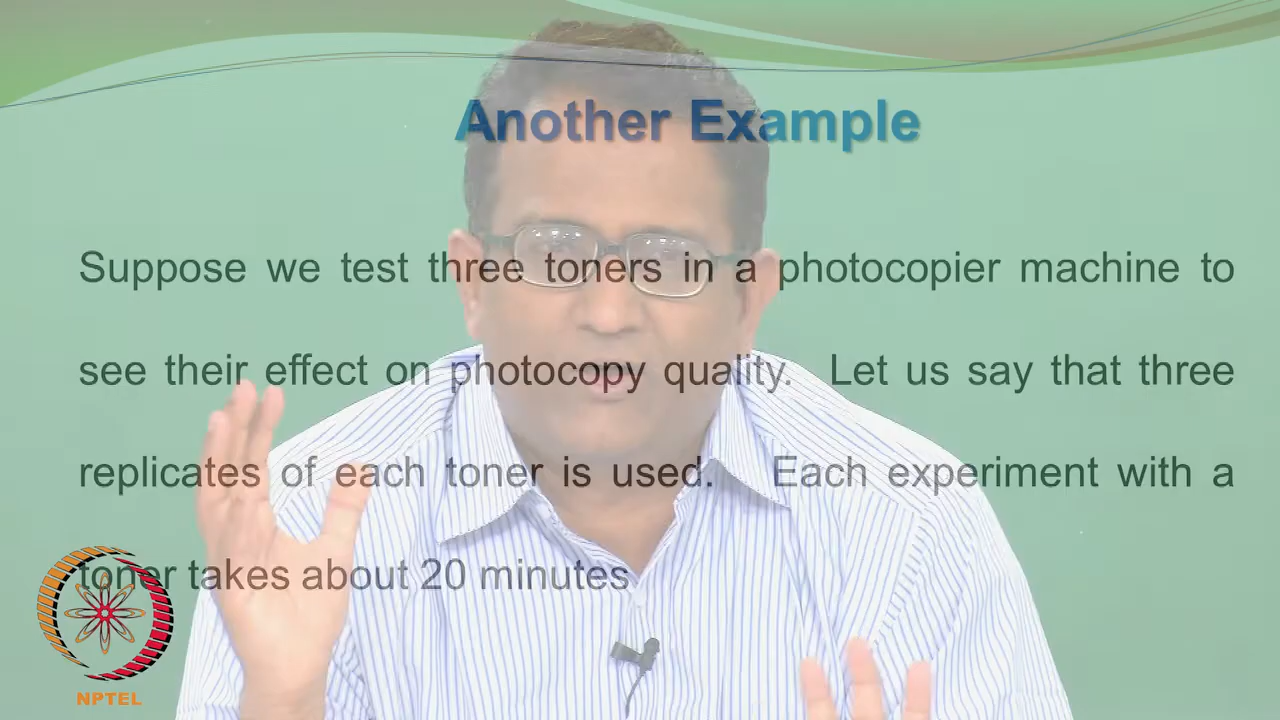 Another Example
Suppose we test three toners in a photocopier machine to
see their effect on photocopy quality. Let us say that three
replicates of each toner is used. Each experiment with a
toner takes about 20 minutes
NPTEL